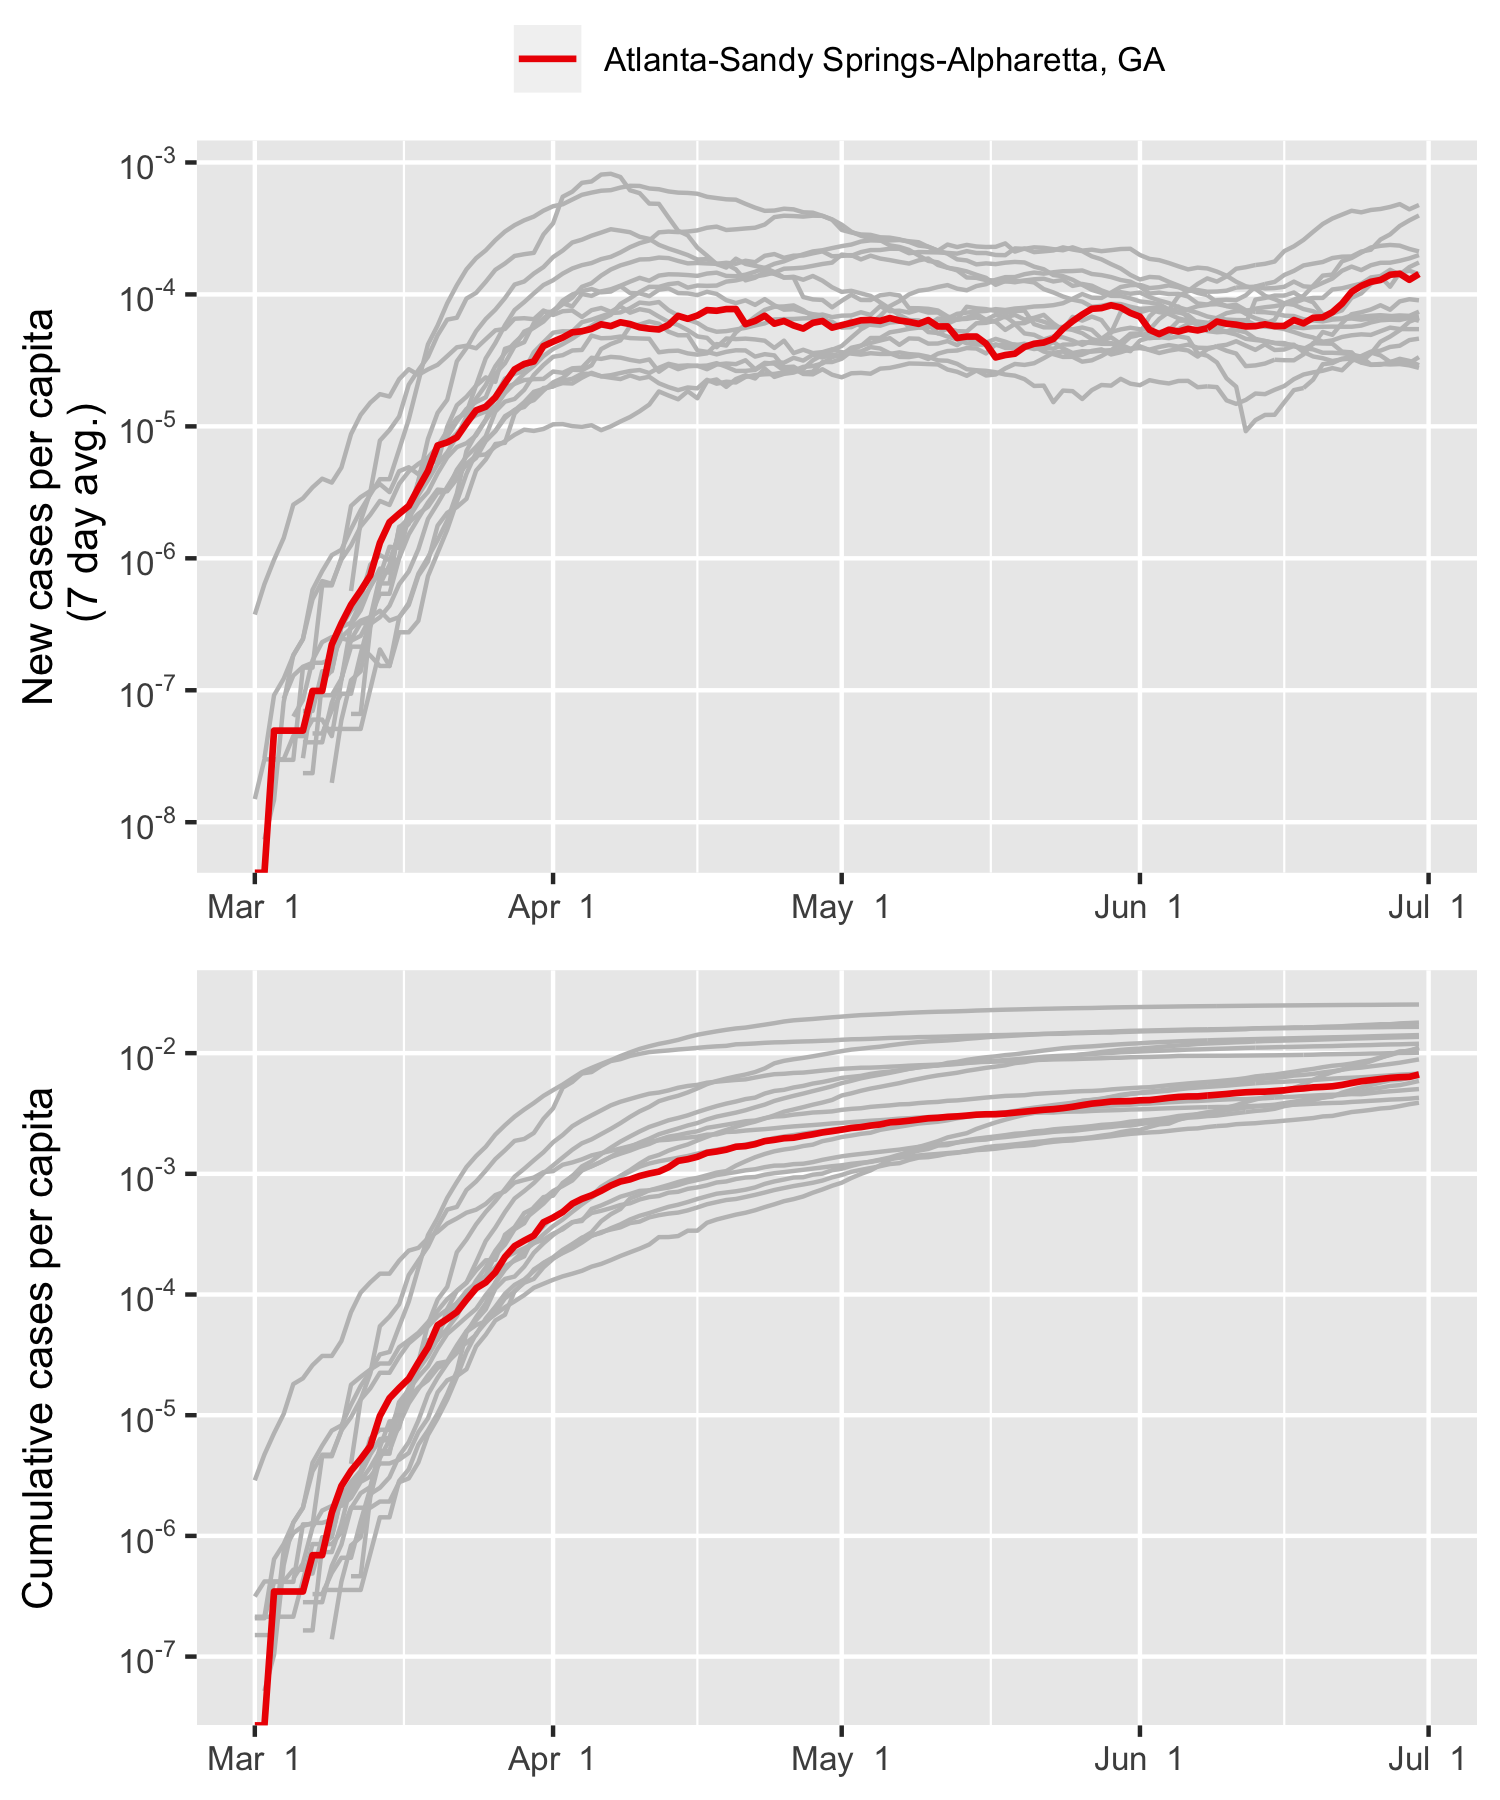 Atlanta-Sandy Springs-Alpharetta, GA
New cases per capita
(7 day avg.)
10⁻³
10⁻⁴
10⁻⁵
10⁻⁶
10⁻⁷
10⁻⁸
Mar 1 Apr 1 May 1 Jun 1 Jul 1
Cumulative cases per capita
10⁻²
10⁻³
10⁻⁴
10⁻⁵
10⁻⁶
10⁻⁷
Mar 1 Apr 1 May 1 Jun 1 Jul 1